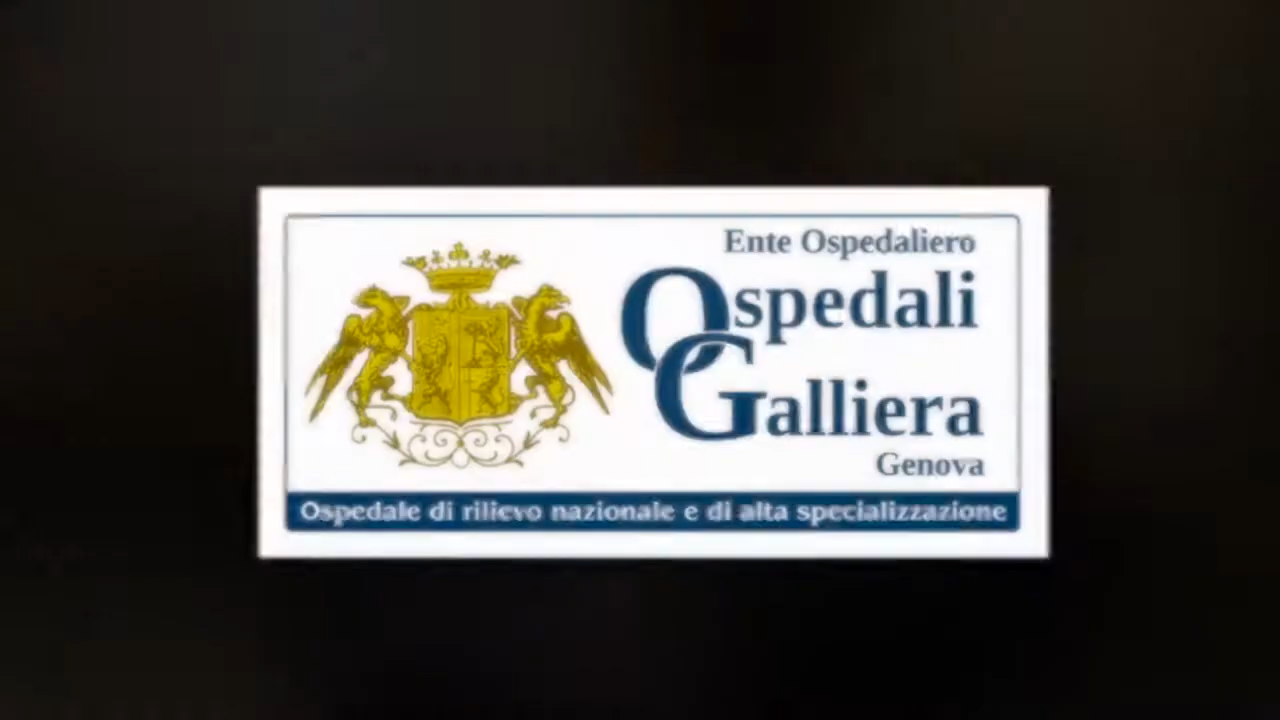 Ente Ospedaliero
Ospedali
Galliera
Genova
Ospedale di rilievo nazionale e di alta specializzazione